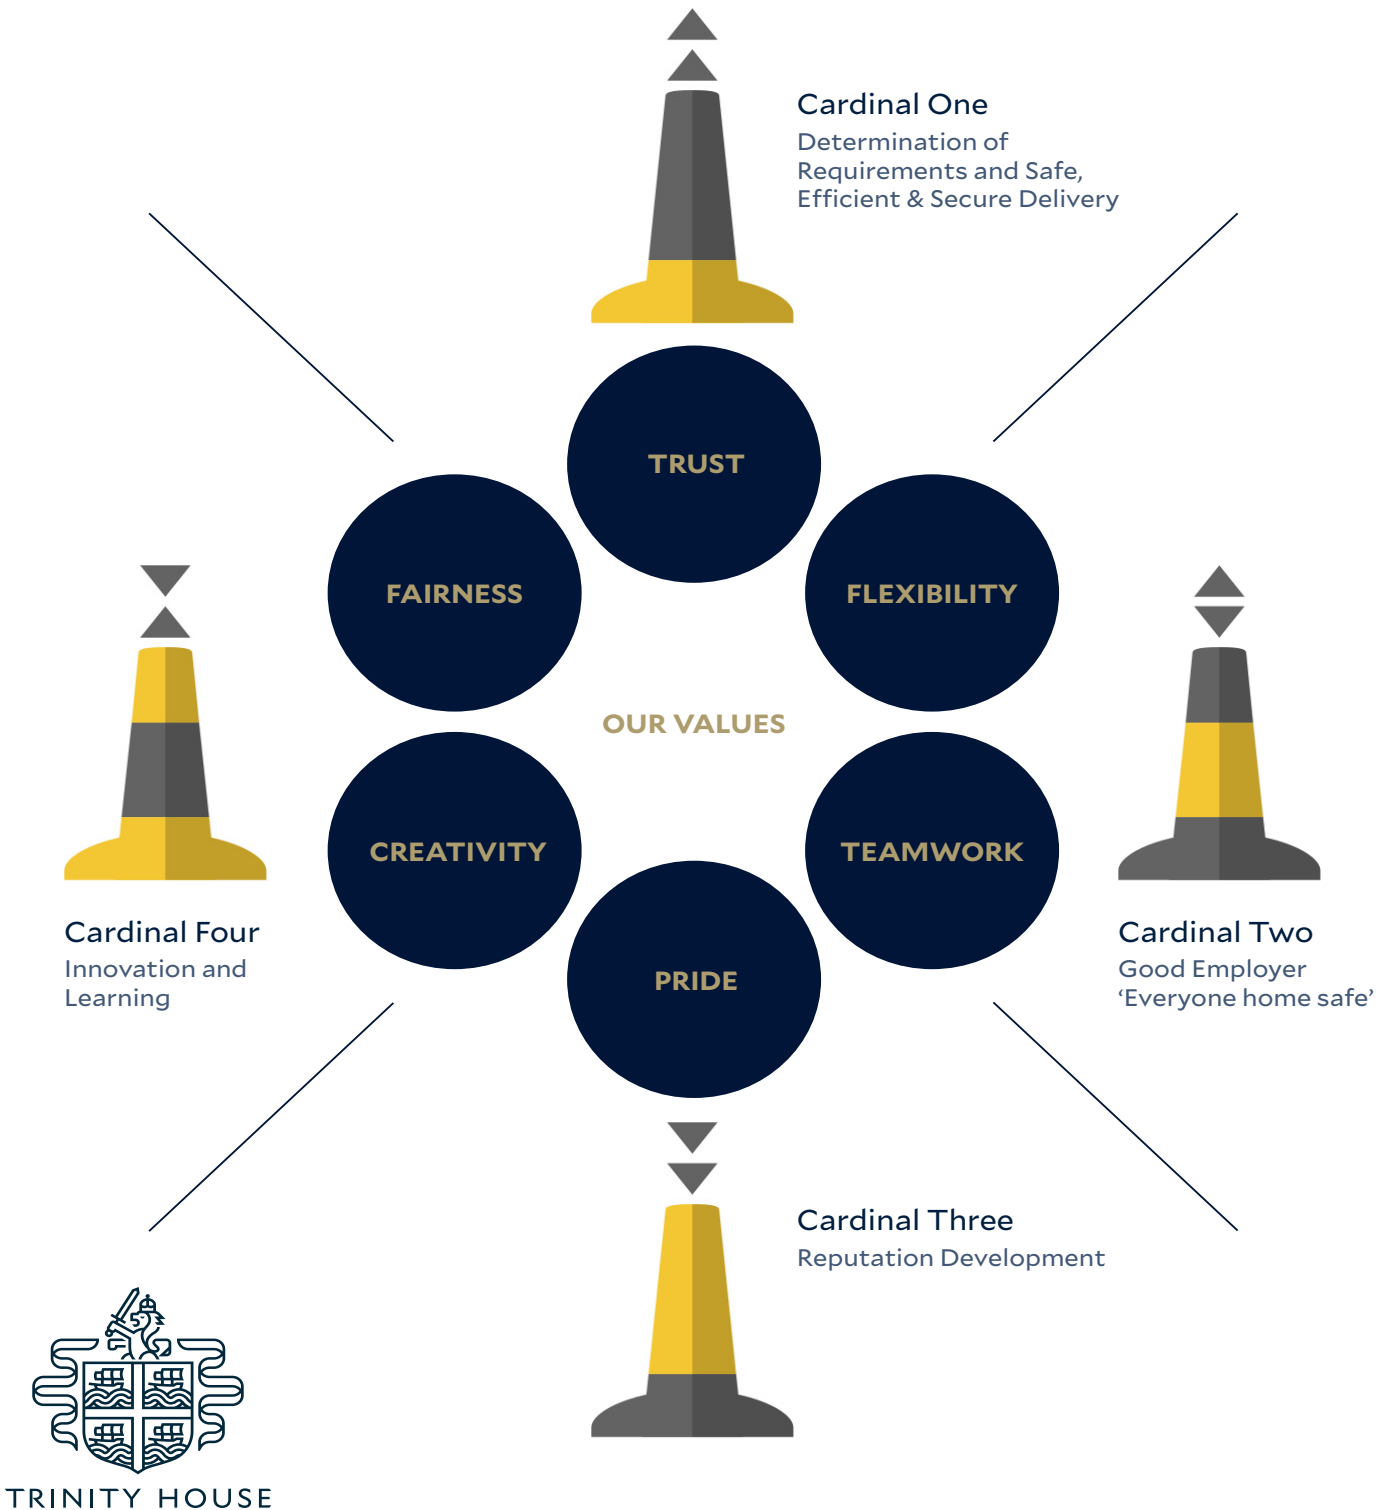 Cardinal One
Determination of
Requirements and Safe,
Efficient & Secure Delivery
TRUST
FAIRNESS
FLEXIBILITY
OUR VALUES
CREATIVITY
TEAMWORK
Cardinal Four
Innovation and
Learning
PRIDE
Cardinal Two
Good Employer
‘Everyone home safe’
Cardinal Three
Reputation Development
TRINITY HOUSE